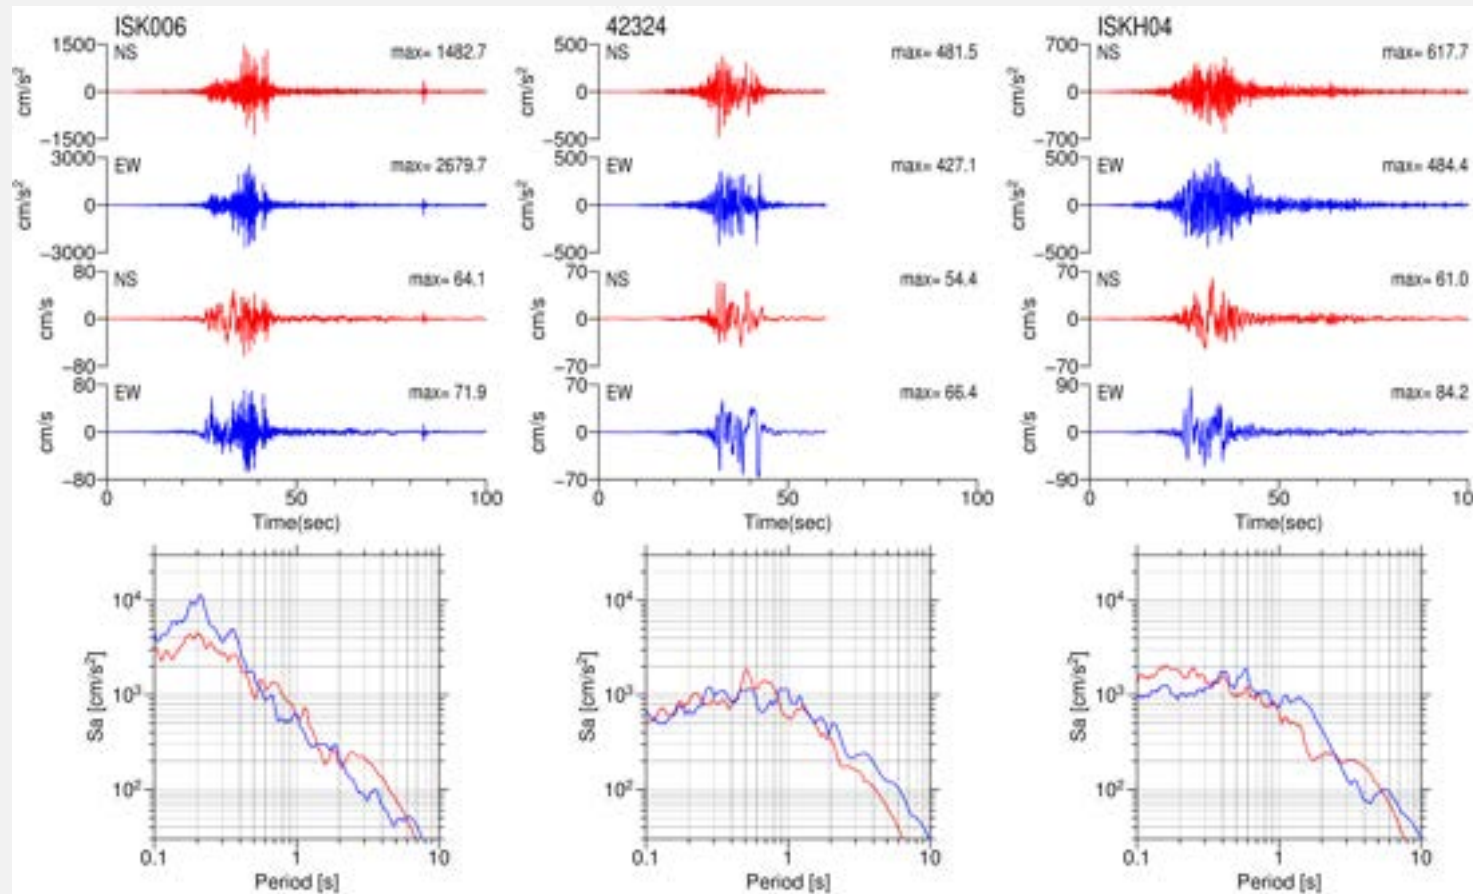 ISK006
1500
NS
max= 1482.7
cm/s²
0
−1500
3000
EW
max= 2679.7
cm/s²
0
−3000
80
NS
max= 64.1
cm/s
0
−80
80
EW
max= 71.9
cm/s
0
−80
0 50 100
Time(sec)
10⁴
10³
10²
Sa [cm/s²]
0.1 1 10
Period [s]
42324
500
NS
max= 481.5
cm/s²
0
−500
500
EW
max= 427.1
cm/s²
0
−500
70
NS
max= 54.4
cm/s
0
−70
70
EW
max= 66.4
cm/s
0
−70
0 50 100
Time(sec)
10⁴
10³
10²
Sa [cm/s²]
0.1 1 10
Period [s]
ISKH04
700
NS
max= 617.7
cm/s²
0
−700
500
EW
max= 484.4
cm/s²
0
−500
70
NS
max= 61.0
cm/s
0
−70
90
EW
max= 84.2
cm/s
0
−90
0 50 100
Time(sec)
10⁴
10³
10²
Sa [cm/s²]
0.1 1 10
Period [s]